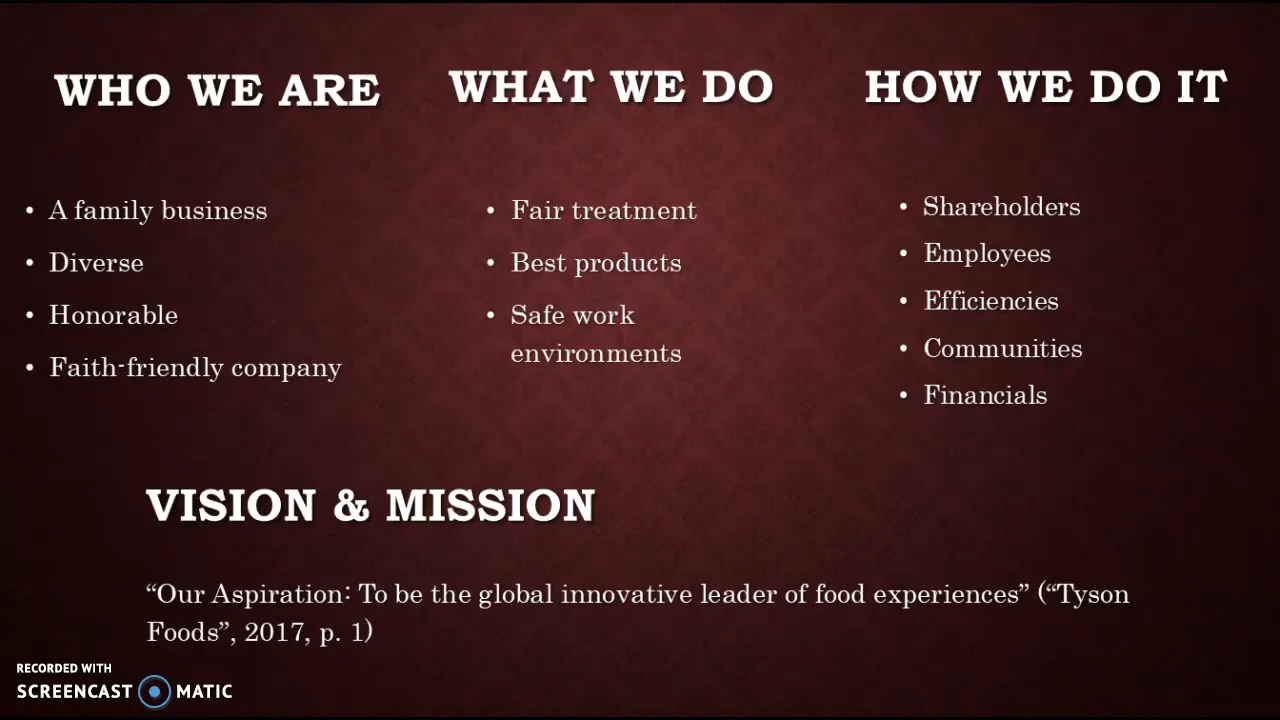 WHO WE ARE
• A family business
• Diverse
• Honorable
• Faith-friendly company
WHAT WE DO
• Fair treatment
• Best products
• Safe work
environments
HOW WE DO IT
• Shareholders
• Employees
• Efficiencies
• Communities
• Financials
VISION & MISSION
“Our Aspiration: To be the global innovative leader of food experiences” (“Tyson
Foods”, 2017, p. 1)
RECORDED WITH
SCREENCAST MATIC